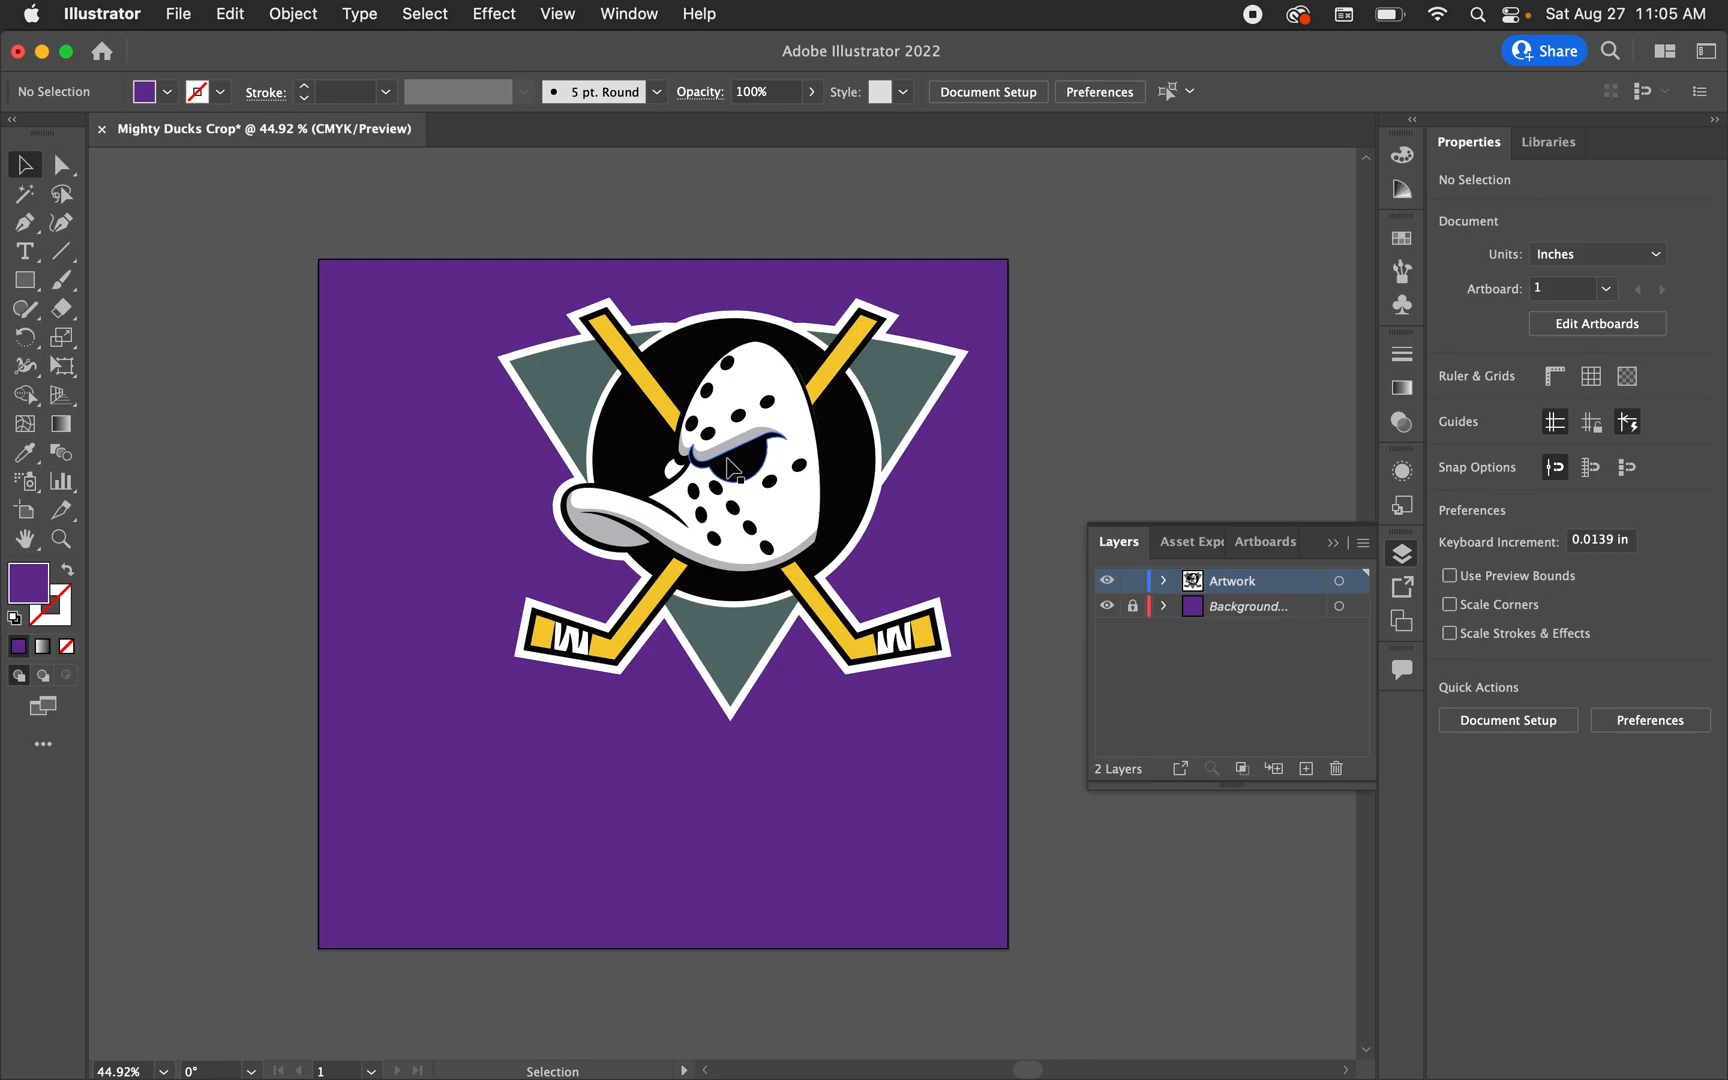 Illustrator File Edit Object Type Select Effect View Window Help Sat Aug 27 11:05 AM
Adobe Illustrator 2022 Share
No Selection Stroke: 5 pt. Round Opacity: 100% Style: Document Setup Preferences
Mighty Ducks Crop* @ 44.92 % (CMYK/Preview)
Properties Libraries
No Selection
Document
Units: Inches
Artboard: 1
Edit Artboards
Ruler & Grids
Guides
Snap Options
Preferences
Keyboard Increment: 0.0139 in
Use Preview Bounds
Scale Corners
Scale Strokes & Effects
Quick Actions
Document Setup Preferences
Layers Asset Expo Artboards
Artwork
Background...
2 Layers
44.92% 0° 1 Selection